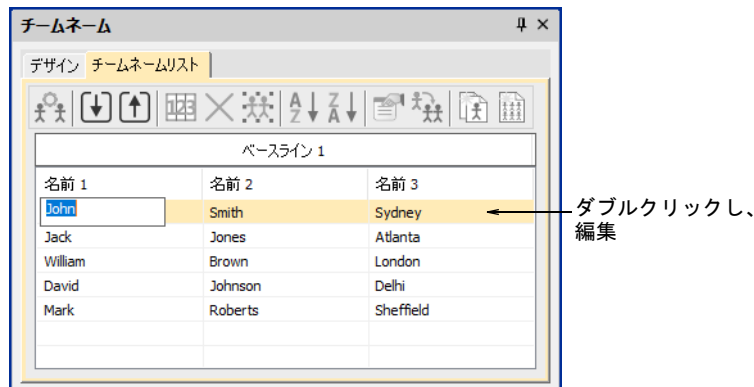 チームネーム
デザイン チームネームリスト
123 A Z Z A
ベースライン 1
名前 1 名前 2 名前 3
John Smith Sydney
Jack Jones Atlanta
William Brown London
David Johnson Delhi
Mark Roberts Sheffield
ダブルクリックし、
編集